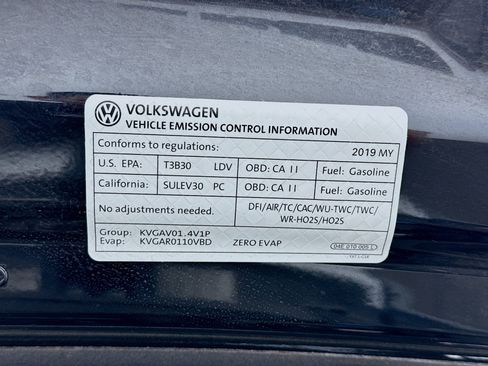 VOLKSWAGEN
VEHICLE EMISSION CONTROL INFORMATION
Conforms to regulations: 2019 MY
U.S. EPA: T3B30 LDV OBD: CA II Fuel: Gasoline
California: SULEV30 PC OBD: CA II Fuel: Gasoline
No adjustments needed. DFI/AIR/TC/CAC/WU-TWC/TWC/
WR-HO2S/HO2S
Group: KVGAV01.4V1P
Evap: KVGAR0110VBD ZERO EVAP